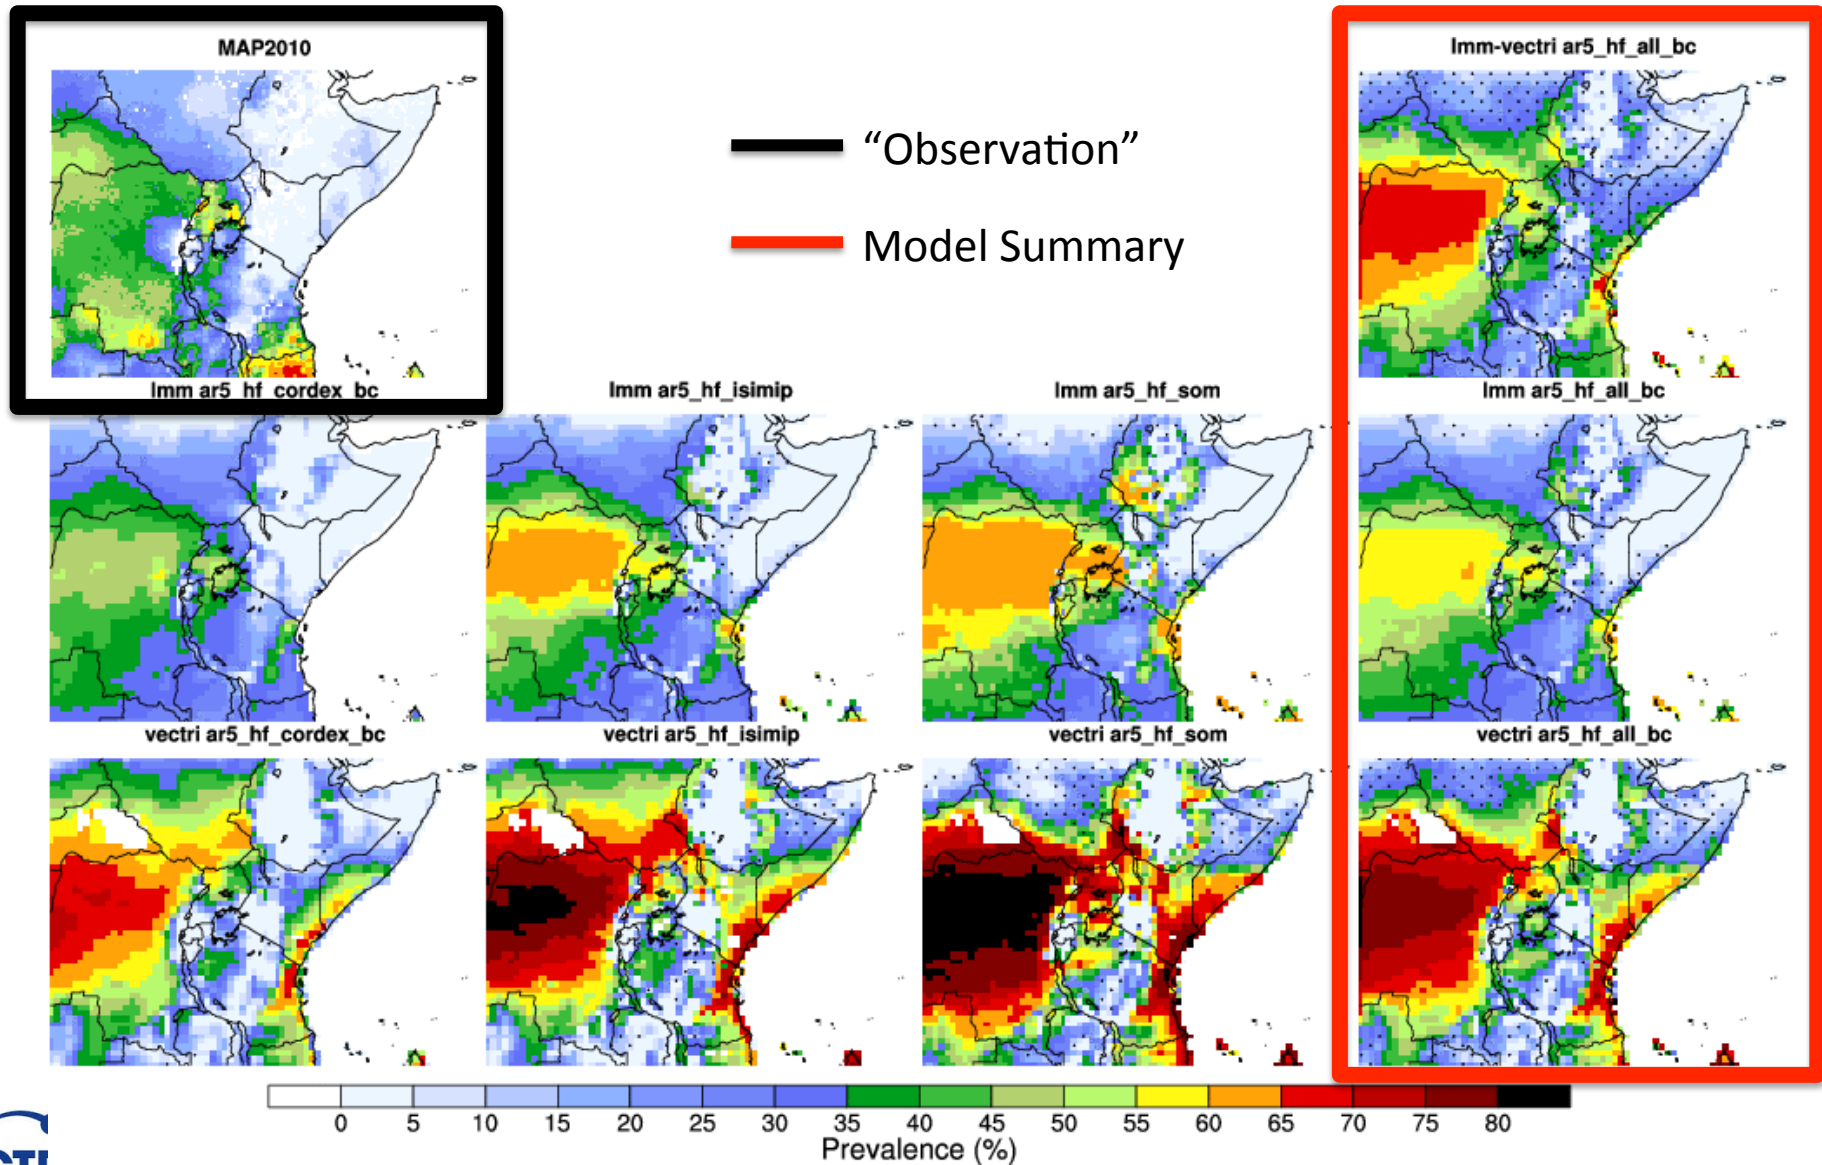 MAP2010
lmm-vectri ar5_hf_all_bc
“Observation”
Model Summary
lmm ar5_hf_cordex_bc
lmm ar5_hf_isimip
lmm ar5_hf_som
lmm ar5_hf_all_bc
vectri ar5_hf_cordex_bc
vectri ar5_hf_isimip
vectri ar5_hf_som
vectri ar5_hf_all_bc
0 5 10 15 20 25 30 35 40 45 50 55 60 65 70 75 80
Prevalence (%)